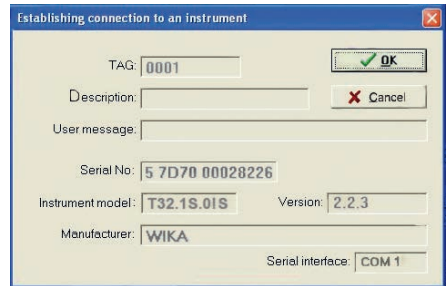 Establishing connection to an instrument
TAG: 0001
OK
Description:
Cancel
User message:
Serial No: 5 7D70 00028226
Instrument model: T32.1S.0IS Version: 2.2.3
Manufacturer: WIKA
Serial interface: COM 1